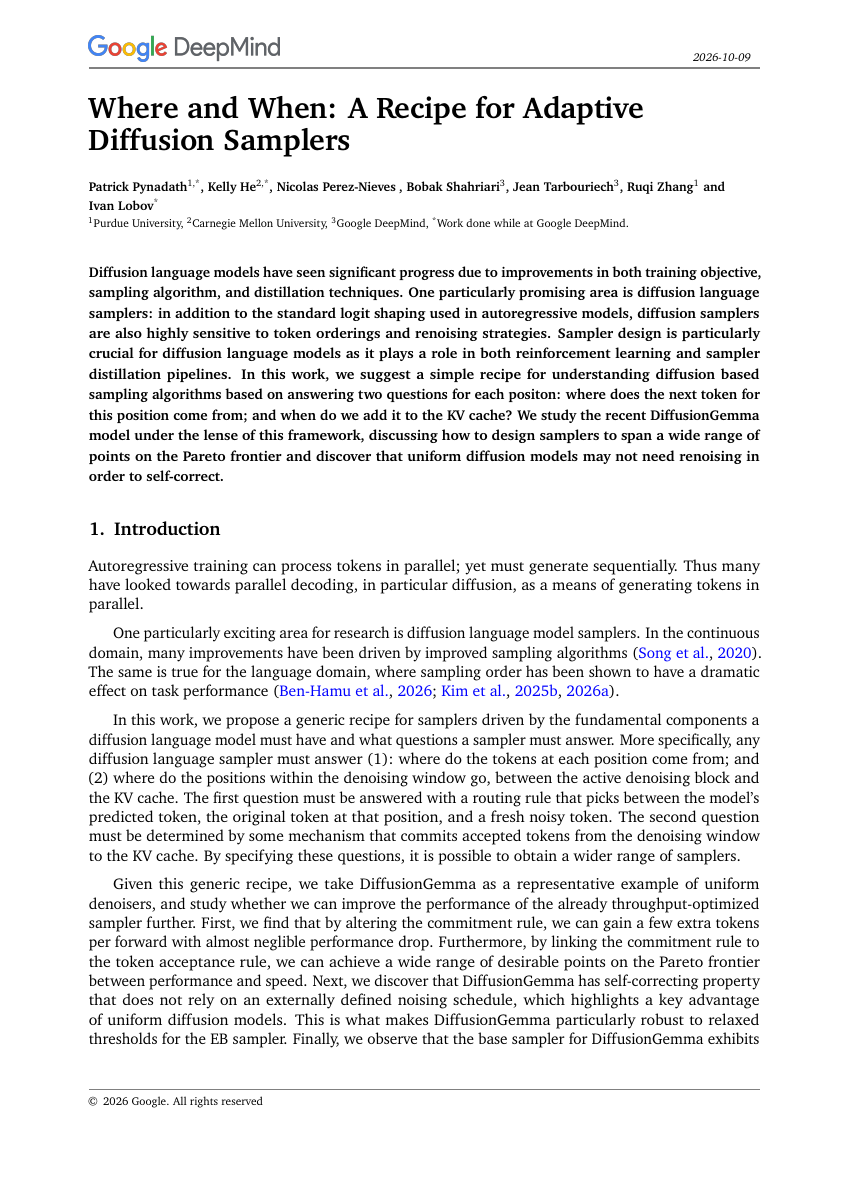 Google DeepMind
2026-10-09
Where and When: A Recipe for Adaptive
Diffusion Samplers
Patrick Pynadath1,*, Kelly He2,*, Nicolas Perez-Nieves , Bobak Shahriari3, Jean Tarbouriech3, Ruqi Zhang1 and
Ivan Lobov*
1Purdue University, 2Carnegie Mellon University, 3Google DeepMind, *Work done while at Google DeepMind.
Diffusion language models have seen significant progress due to improvements in both training objective,
sampling algorithm, and distillation techniques. One particularly promising area is diffusion language
samplers: in addition to the standard logit shaping used in autoregressive models, diffusion samplers
are also highly sensitive to token orderings and renoising strategies. Sampler design is particularly
crucial for diffusion language models as it plays a role in both reinforcement learning and sampler
distillation pipelines. In this work, we suggest a simple recipe for understanding diffusion based
sampling algorithms based on answering two questions for each positon: where does the next token for
this position come from; and when do we add it to the KV cache? We study the recent DiffusionGemma
model under the lense of this framework, discussing how to design samplers to span a wide range of
points on the Pareto frontier and discover that uniform diffusion models may not need renoising in
order to self-correct.
1. Introduction
Autoregressive training can process tokens in parallel; yet must generate sequentially. Thus many
have looked towards parallel decoding, in particular diffusion, as a means of generating tokens in
parallel.
One particularly exciting area for research is diffusion language model samplers. In the continuous
domain, many improvements have been driven by improved sampling algorithms (Song et al., 2020).
The same is true for the language domain, where sampling order has been shown to have a dramatic
effect on task performance (Ben-Hamu et al., 2026; Kim et al., 2025b, 2026a).
In this work, we propose a generic recipe for samplers driven by the fundamental components a
diffusion language model must have and what questions a sampler must answer. More specifically, any
diffusion language sampler must answer (1): where do the tokens at each position come from; and
(2) where do the positions within the denoising window go, between the active denoising block and
the KV cache. The first question must be answered with a routing rule that picks between the model's
predicted token, the original token at that position, and a fresh noisy token. The second question
must be determined by some mechanism that commits accepted tokens from the denoising window
to the KV cache. By specifying these questions, it is possible to obtain a wider range of samplers.
Given this generic recipe, we take DiffusionGemma as a representative example of uniform
denoisers, and study whether we can improve the performance of the already throughput-optimized
sampler further. First, we find that by altering the commitment rule, we can gain a few extra tokens
per forward with almost neglible performance drop. Furthermore, by linking the commitment rule to
the token acceptance rule, we can achieve a wide range of desirable points on the Pareto frontier
between performance and speed. Next, we discover that DiffusionGemma has self-correcting property
that does not rely on an externally defined noising schedule, which highlights a key advantage
of uniform diffusion models. This is what makes DiffusionGemma particularly robust to relaxed
thresholds for the EB sampler. Finally, we observe that the base sampler for DiffusionGemma exhibits
© 2026 Google. All rights reserved